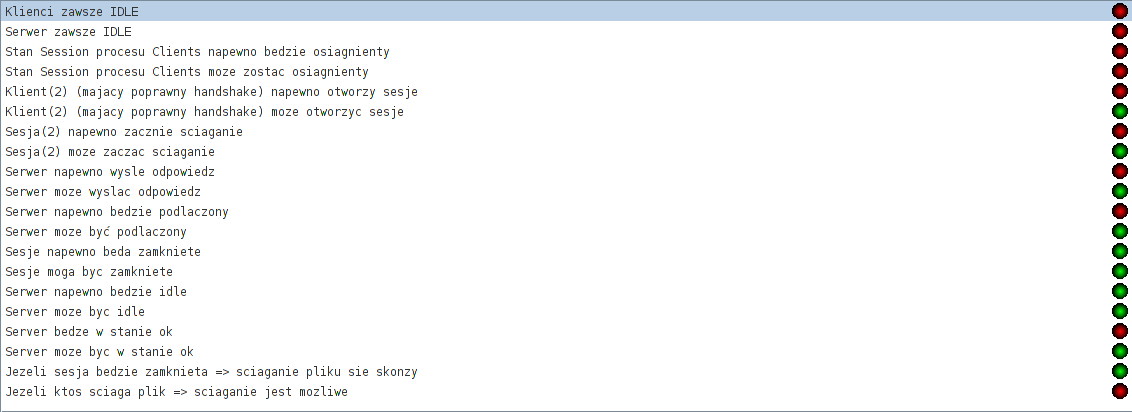 Klienci zawsze IDLE
Serwer zawsze IDLE
Stan Session procesu Clients napewno bedzie osiagnienty
Stan Session procesu Clients moze zostac osiagnienty
Klient(2) (majacy poprawny handshake) napewno otworzy sesje
Klient(2) (majacy poprawny handshake) moze otworzyc sesje
Sesja(2) napewno zacznie sciaganie
Sesja(2) moze zaczac sciaganie
Serwer napewno wysle odpowiedz
Serwer moze wyslac odpowiedz
Serwer napewno bedzie podlaczony
Serwer moze być podlaczony
Sesje napewno beda zamkniete
Sesje moga byc zamkniete
Serwer napewno bedzie idle
Server moze byc idle
Server bedze w stanie ok
Server moze byc w stanie ok
Jezeli sesja bedzie zamknieta => sciaganie pliku sie skonzy
Jezeli ktos sciaga plik => sciaganie jest mozliwe